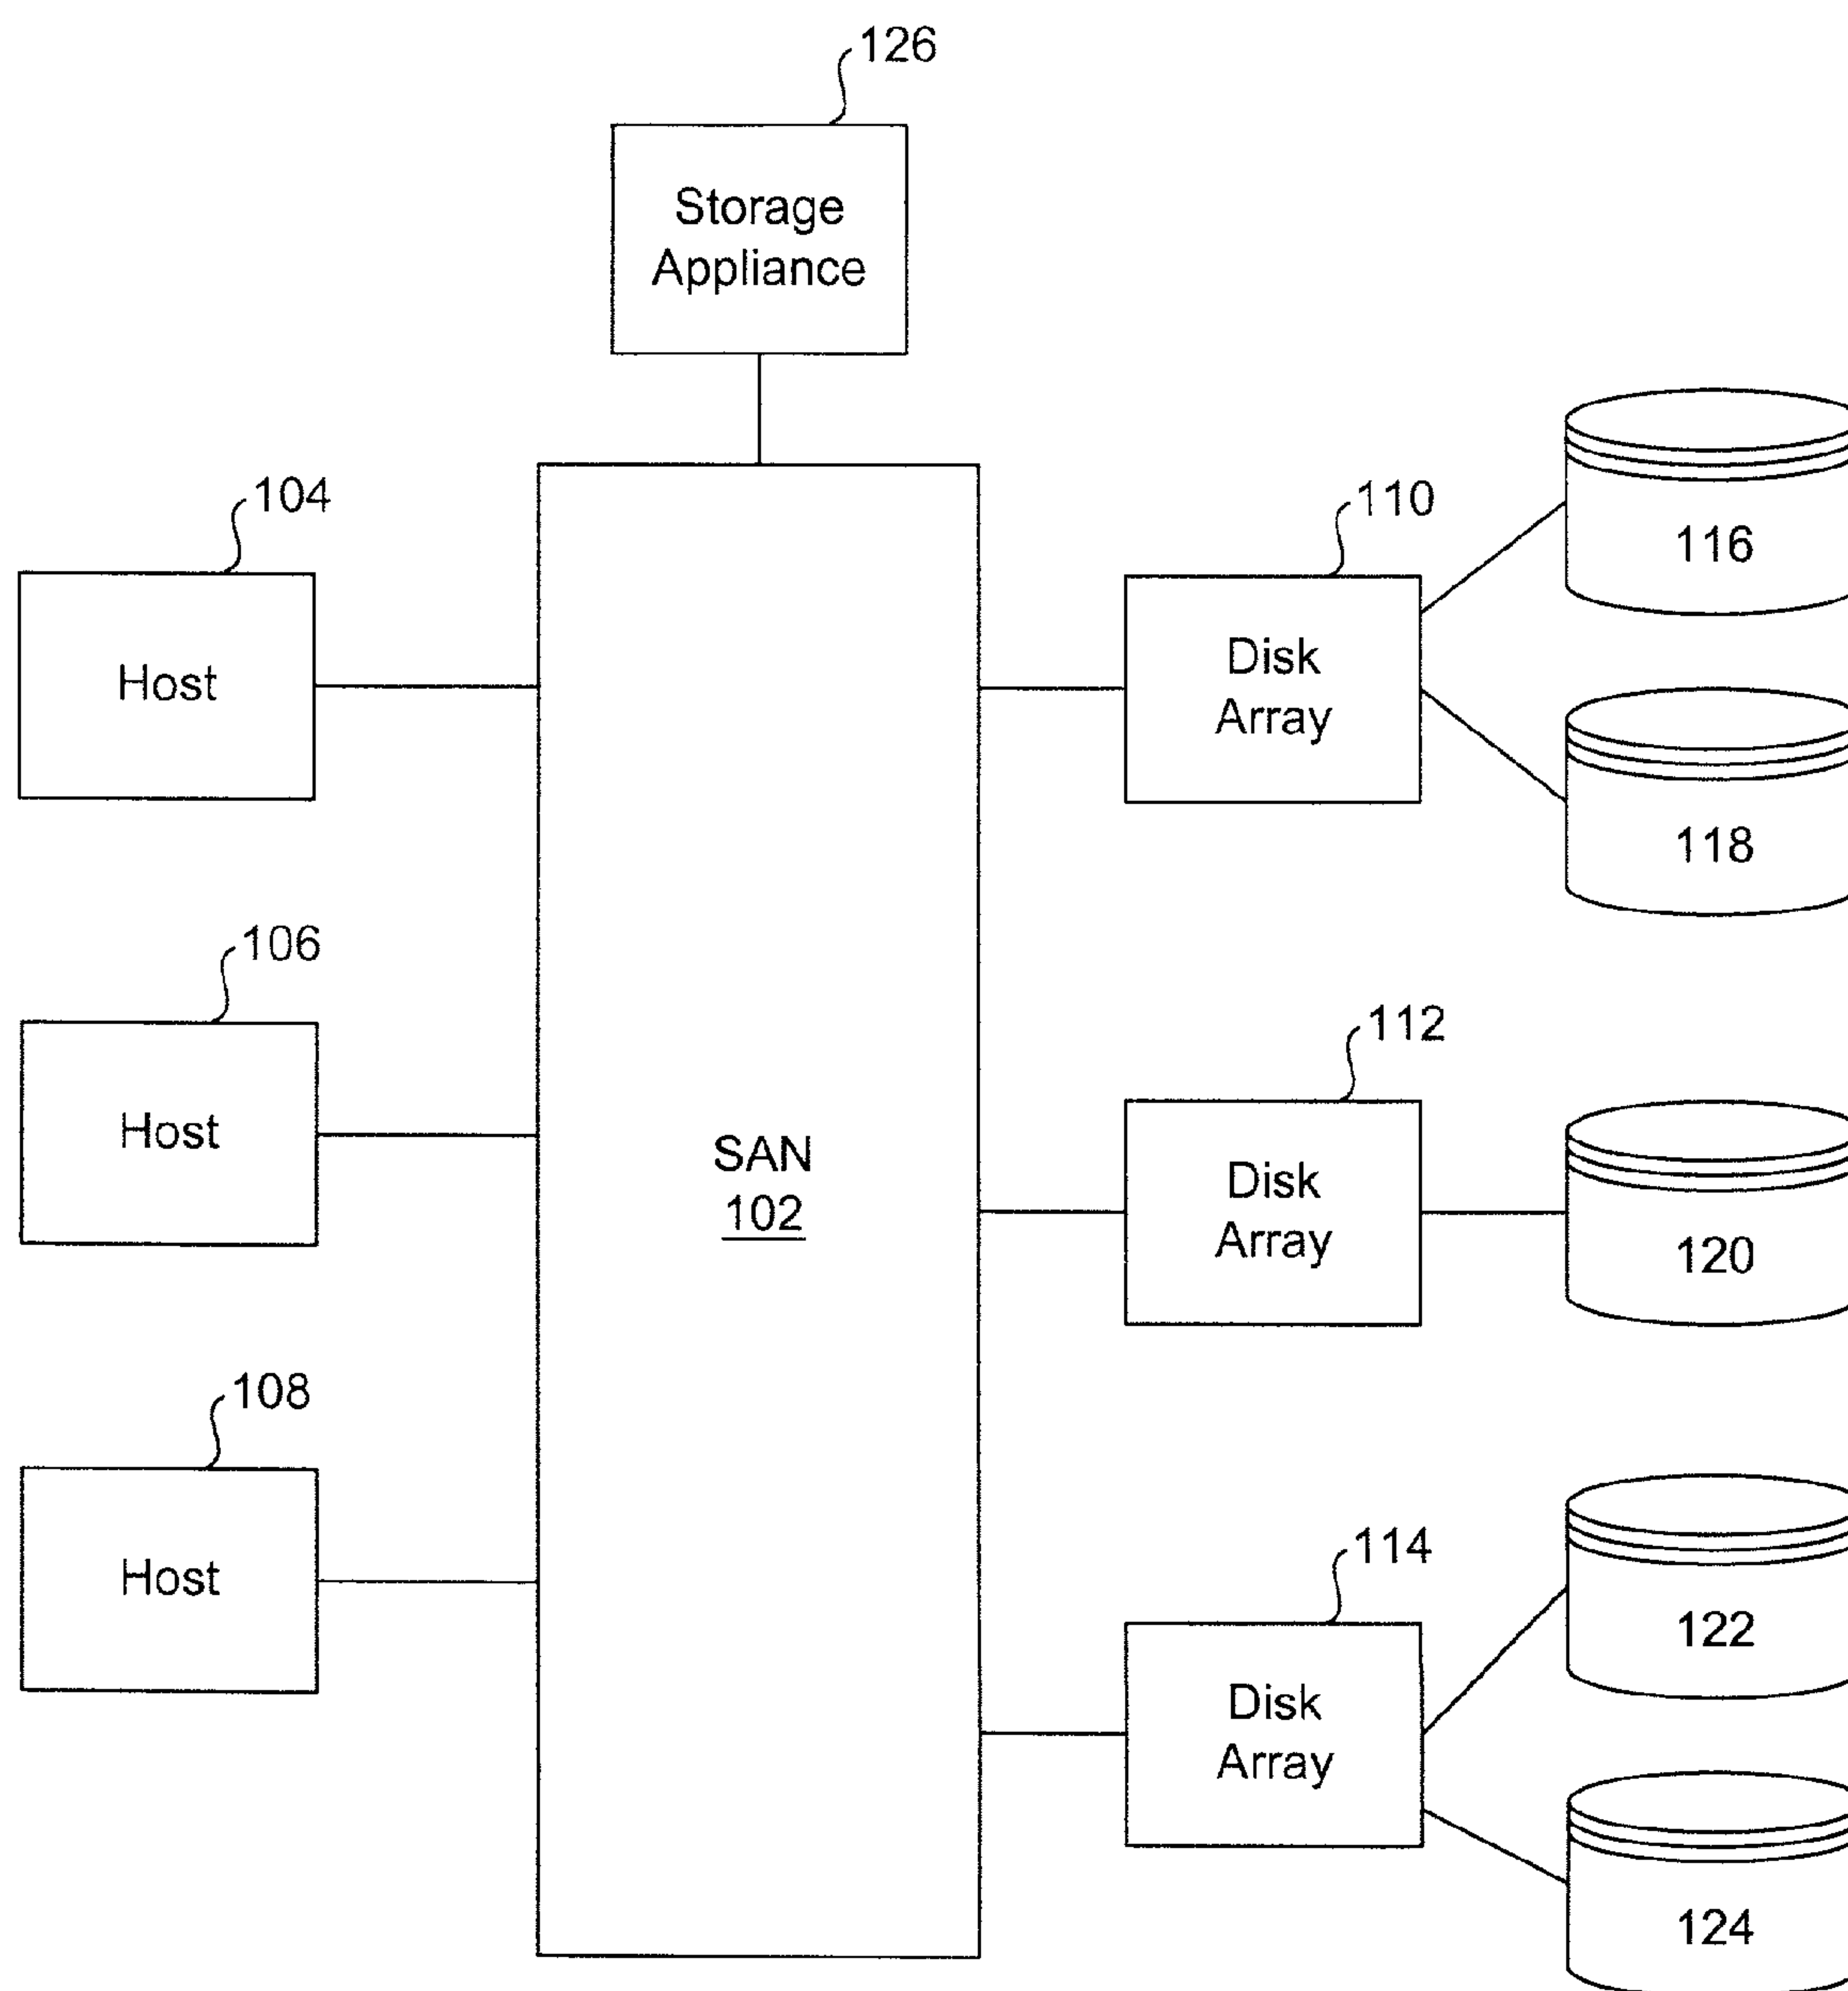 126
Storage
Appliance
104
Host
110
Disk
Array
116
118
106
Host
SAN
102
112
Disk
Array
120
108
Host
114
Disk
Array
122
124